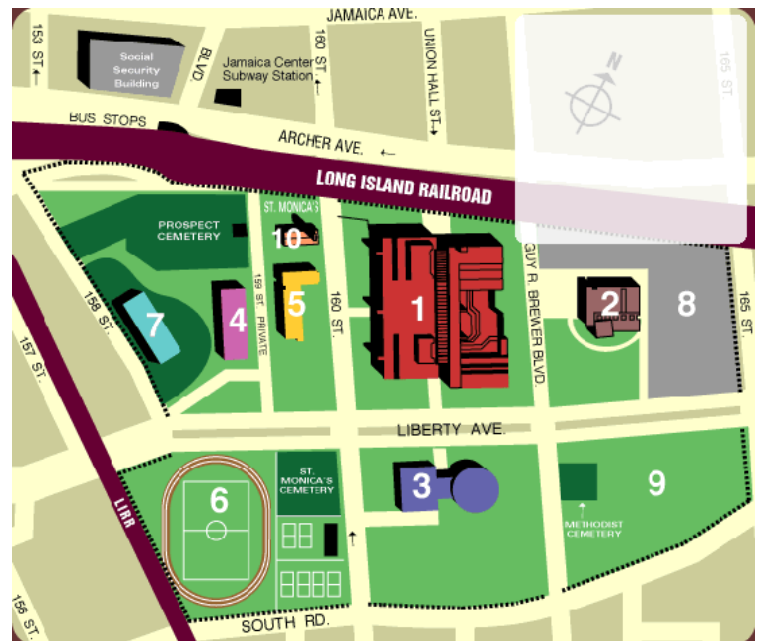 JAMAICA AVE.
153 ST.
BLVD.
160 ST.
UNION HALL ST.
165 ST.
N
Social
Security
Building
Jamaica Center
Subway Station
BUS STOPS
ARCHER AVE.
LONG ISLAND RAILROAD
ST. MONICA'S
PROSPECT
CEMETERY
10
7
4
5
1
2
8
158 ST.
157 ST.
159 ST. PRIVATE
160 ST.
GUY R. BREWER BLVD.
165 ST.
LIBERTY AVE.
LIRR
6
ST.
MONICA'S
CEMETERY
3
9
METHODIST
CEMETERY
156 ST.
SOUTH RD.